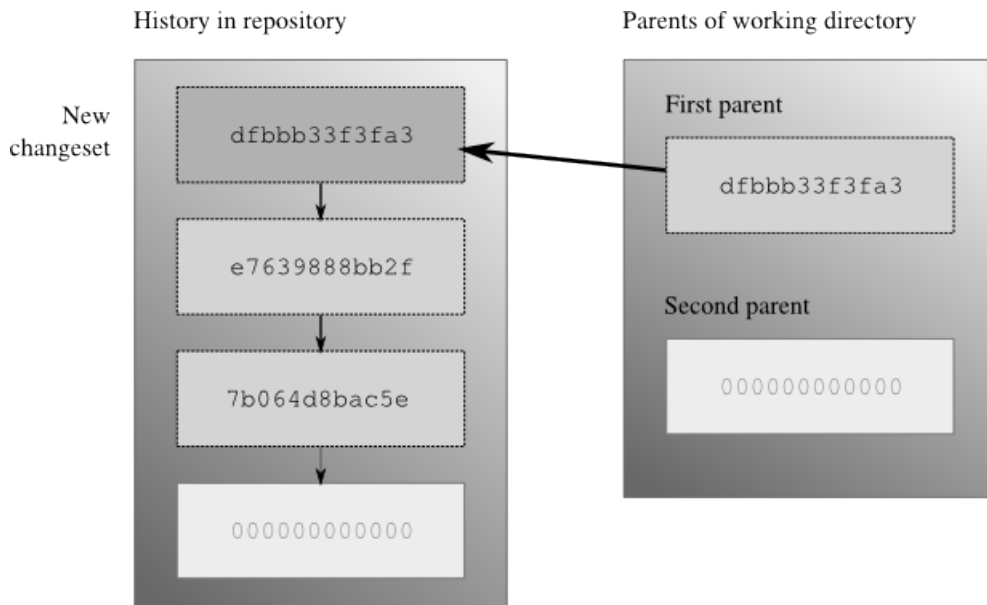 History in repository
Parents of working directory
New
changeset
dfbbb33f3fa3
e7639888bb2f
7b064d8bac5e
000000000000
First parent
dfbbb33f3fa3
Second parent
000000000000